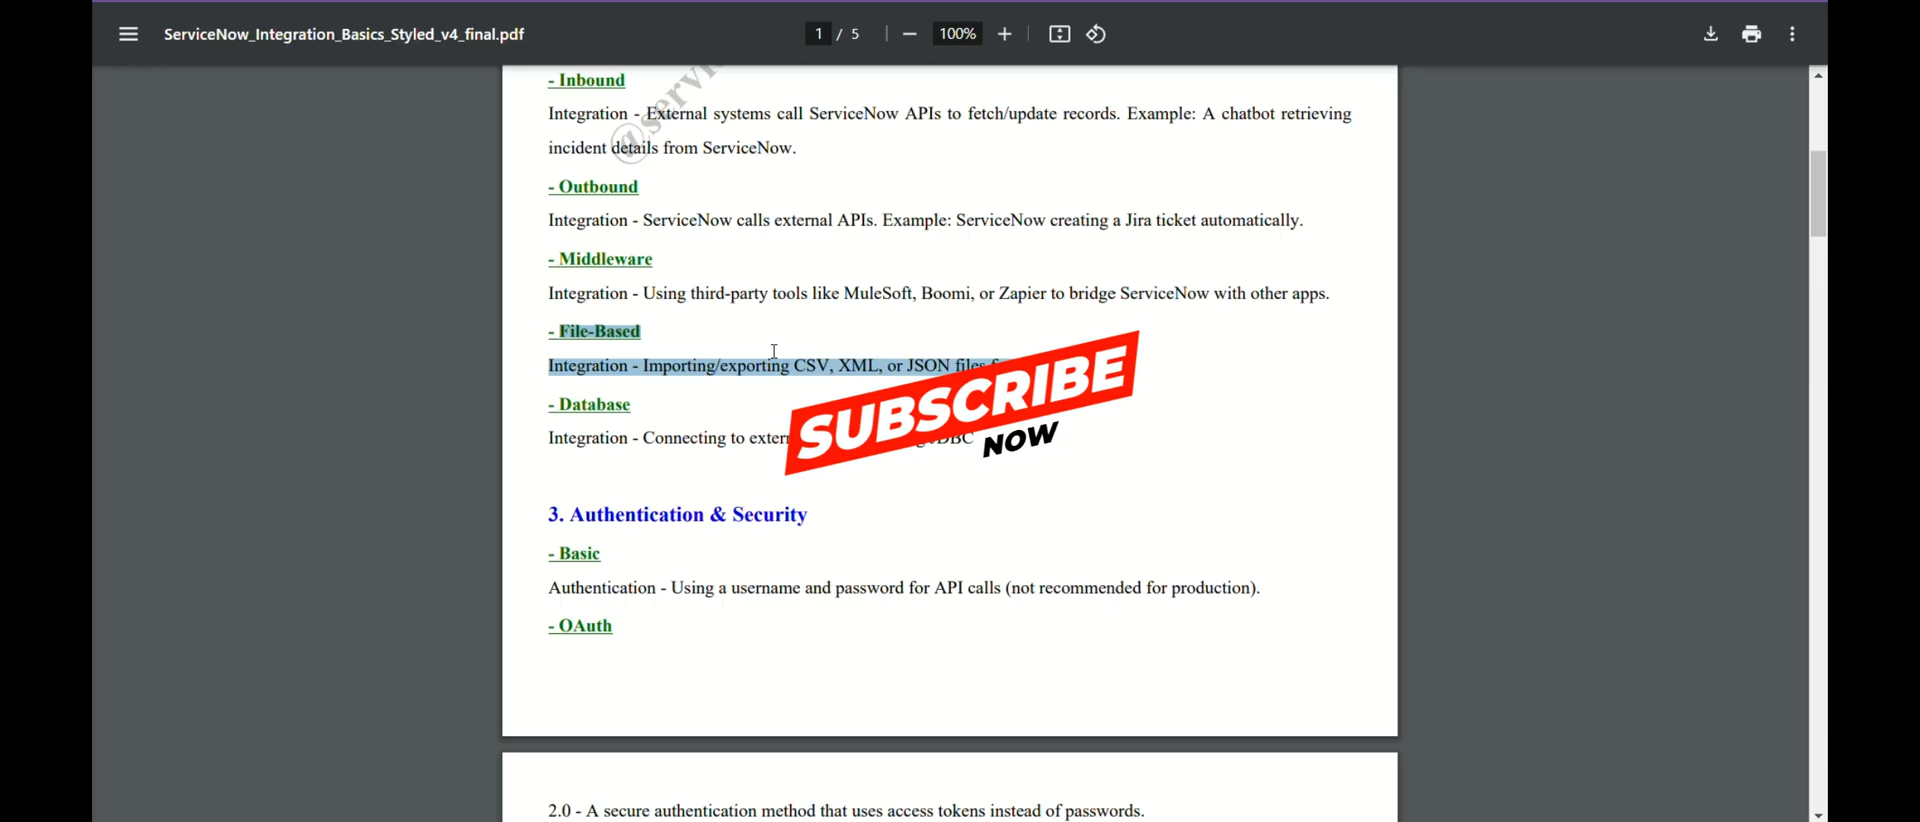 ServiceNow_Integration_Basics_Styled_v4_final.pdf
1 / 5
100%
- Inbound
Integration - External systems call ServiceNow APIs to fetch/update records. Example: A chatbot retrieving
incident details from ServiceNow.
- Outbound
Integration - ServiceNow calls external APIs. Example: ServiceNow creating a Jira ticket automatically.
- Middleware
Integration - Using third-party tools like MuleSoft, Boomi, or Zapier to bridge ServiceNow with other apps.
- File-Based
Integration - Importing/exporting CSV, XML, or JSON files
- Database
Integration - Connecting to
SUBSCRIBE
NOW
3. Authentication & Security
- Basic
Authentication - Using a username and password for API calls (not recommended for production).
- OAuth
2.0 - A secure authentication method that uses access tokens instead of passwords.